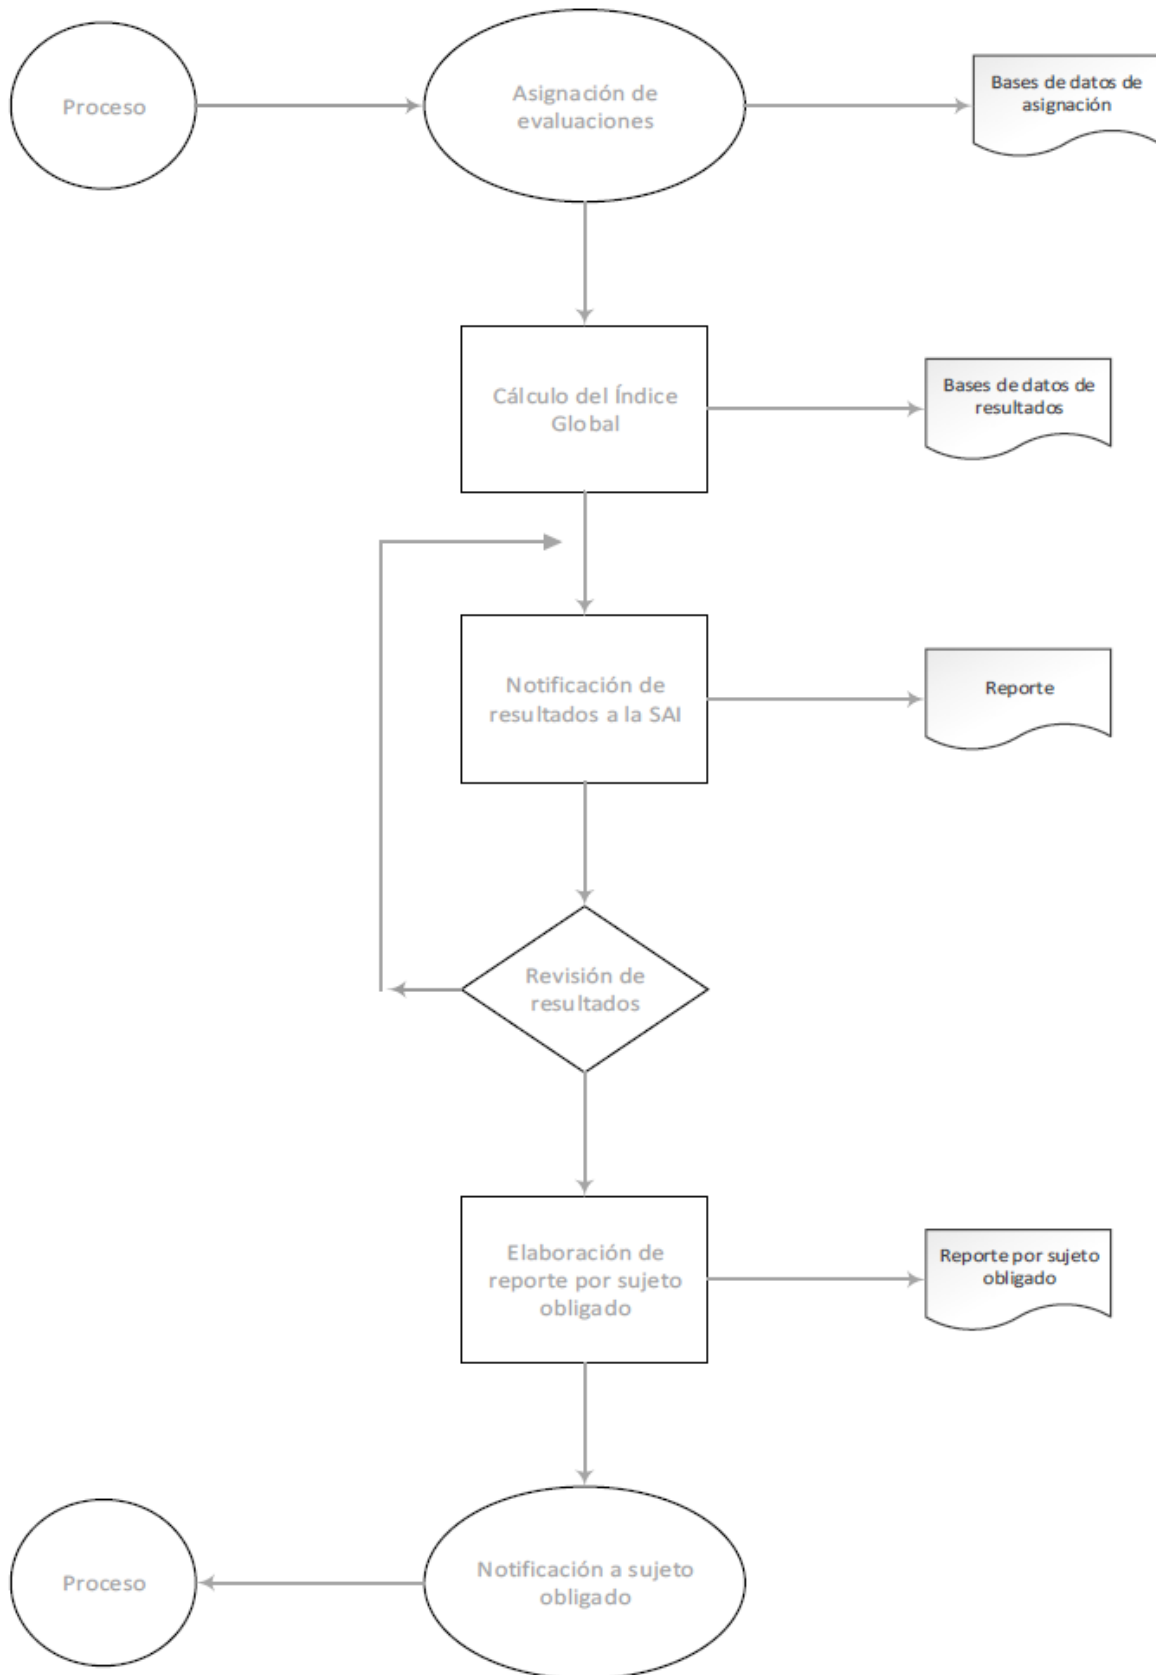 Proceso
Asignación de
evaluaciones
Bases de datos de
asignación
Cálculo del Índice
Global
Bases de datos de
resultados
Notificación de
resultados a la SAI
Reporte
Revisión de
resultados
Elaboración de
reporte por sujeto
obligado
Reporte por sujeto
obligado
Proceso
Notificación a sujeto
obligado